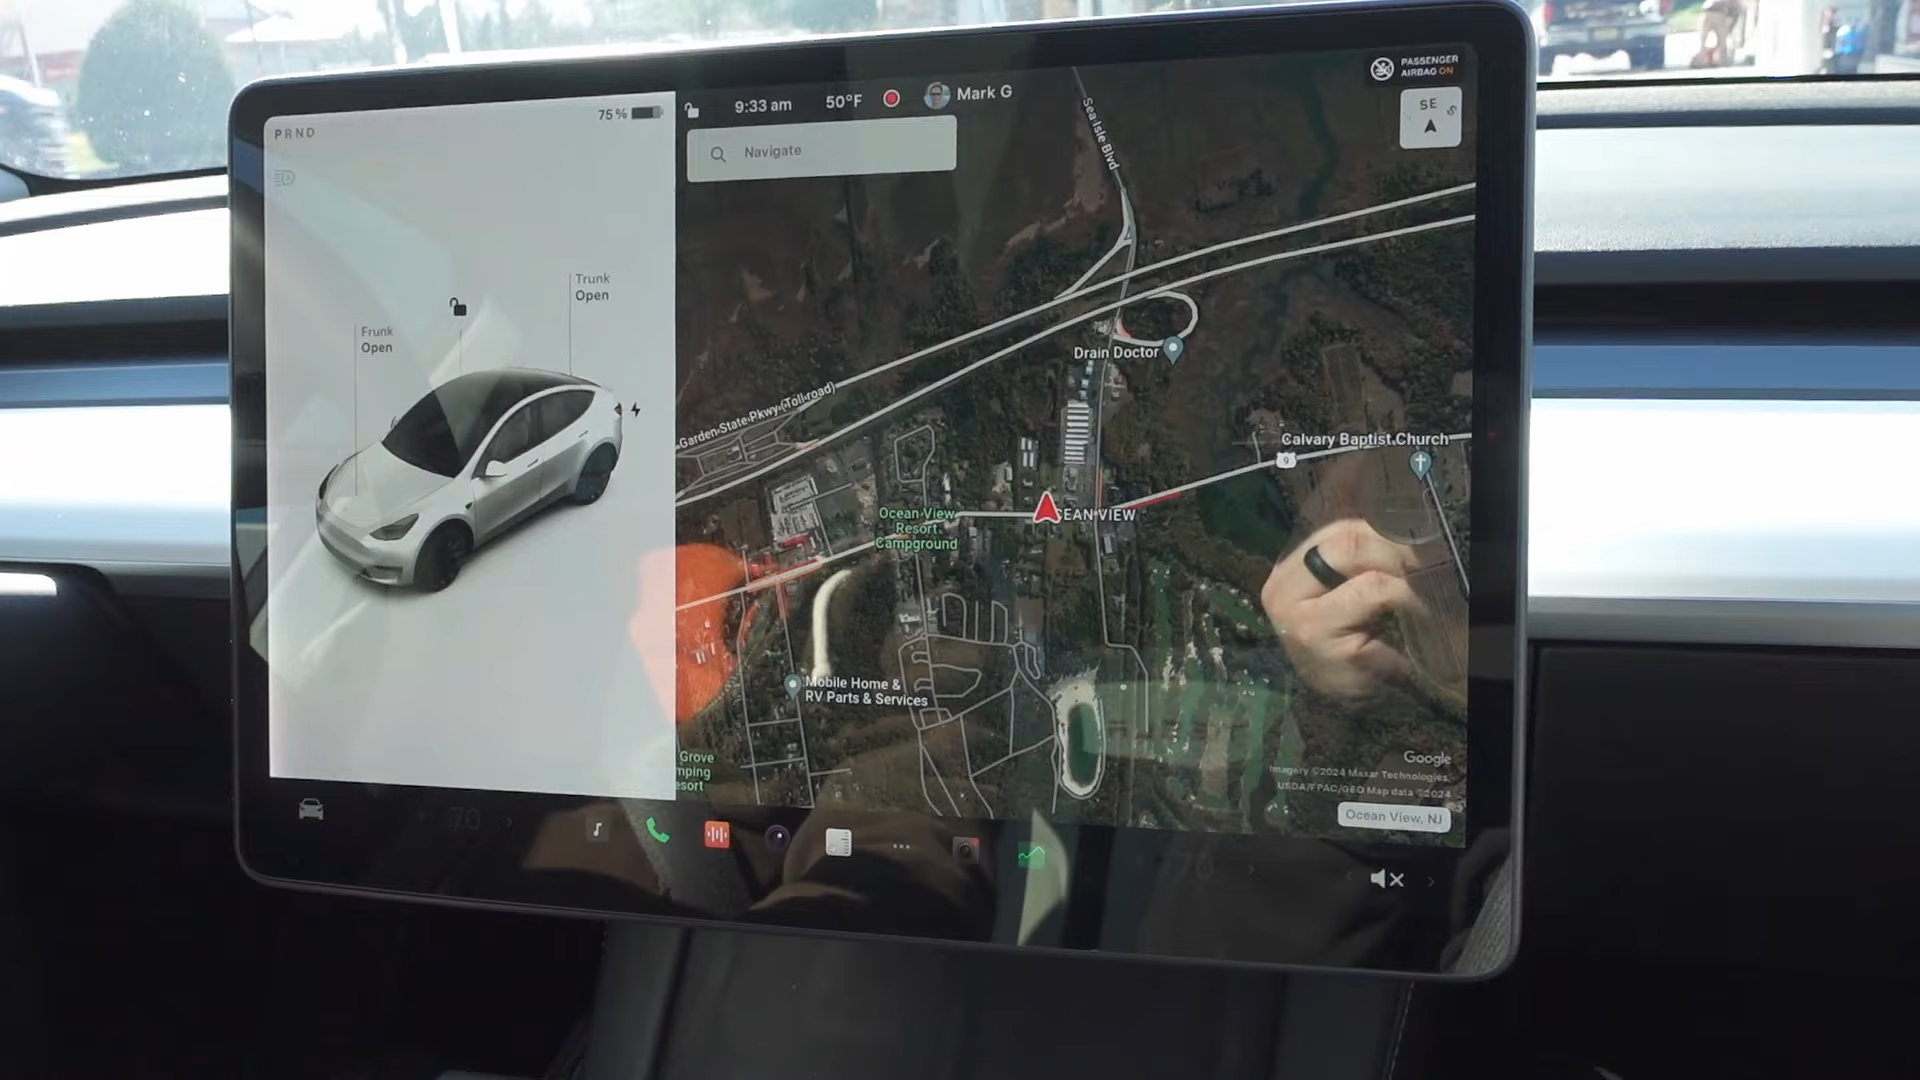 PRND
75%
9:33 am
50°F
Mark G
PASSENGER
AIRBAG ON
SE
Navigate
Sea Isle Blvd
Trunk
Open
Frunk
Open
Drain Doctor
Garden State Pkwy (Toll road)
Calvary Baptist Church
9
Ocean View
Resort
Campground
CEAN VIEW
Mobile Home &
RV Parts & Services
Grove
mping
esort
Google
Imagery ©2024 Maxar Technologies,
USDA/FPAC/GEO Map data ©2024
Ocean View, NJ
70
70